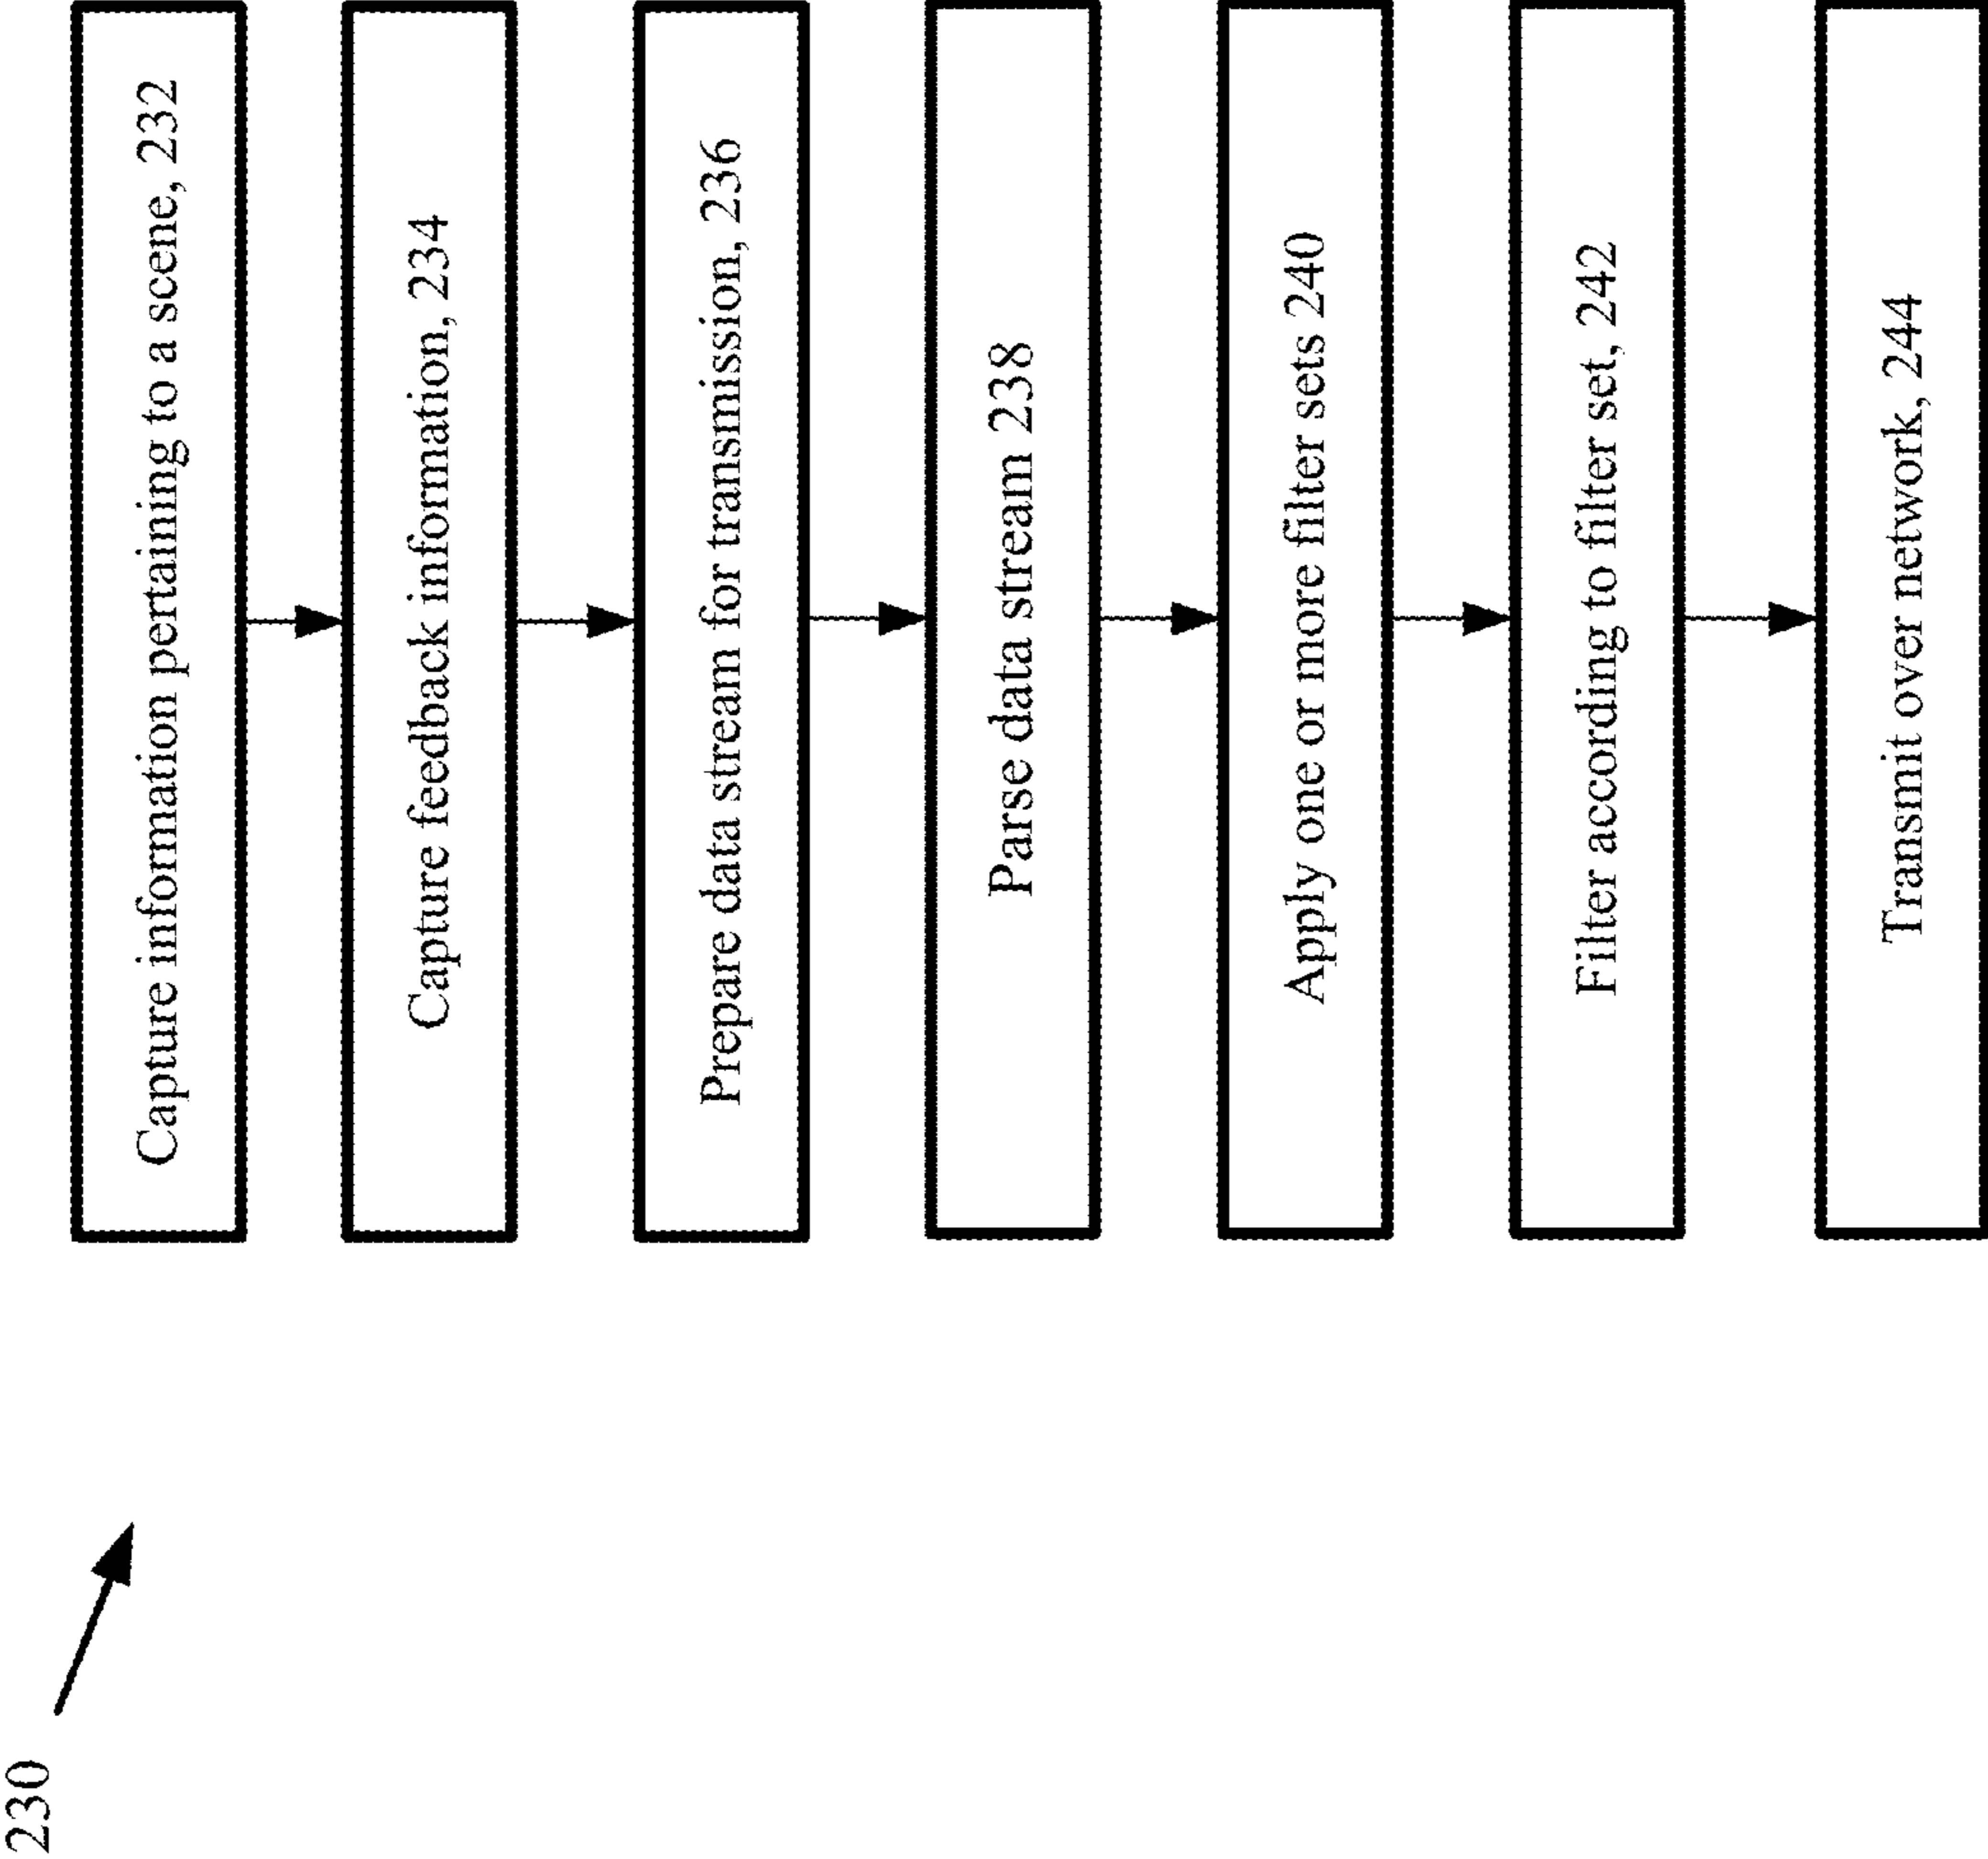 230
Capture information pertaining to a scene, 232
Capture feedback information, 234
Prepare data stream for transmission, 236
Parse data stream 238
Apply one or more filter sets 240
Filter according to filter set, 242
Transmit over network, 244